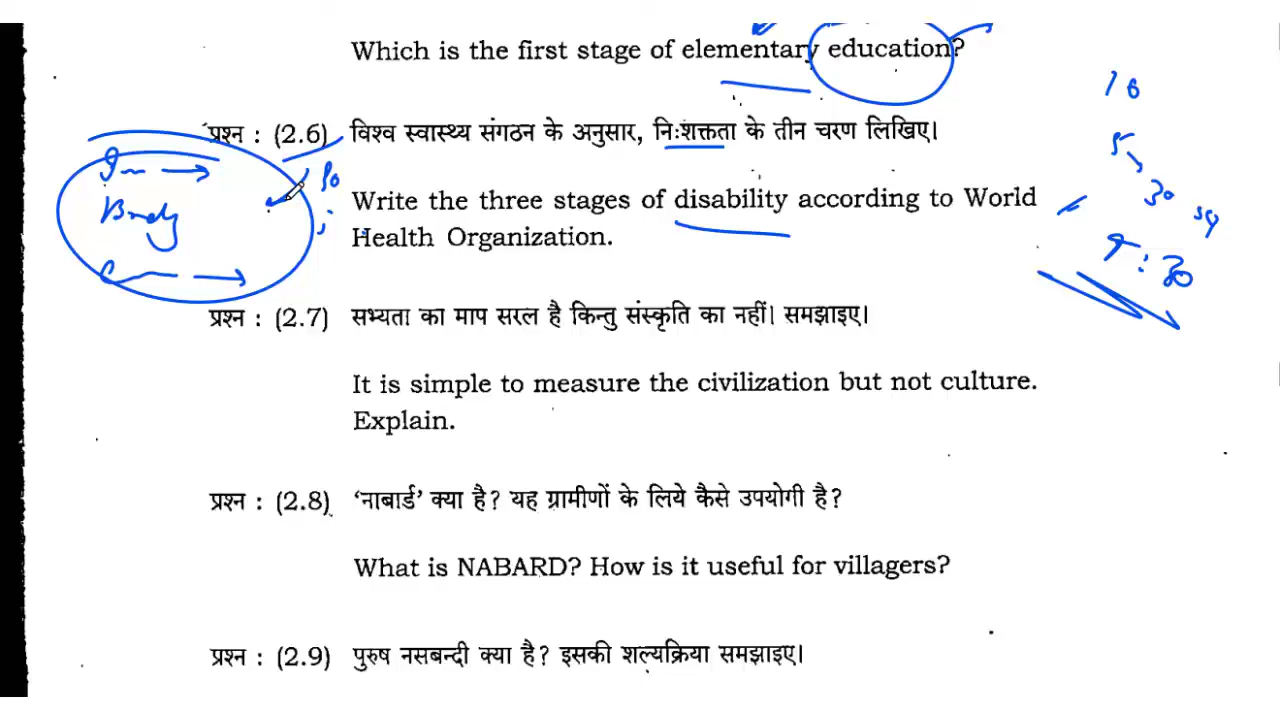 Which is the first stage of elementary education?
प्रश्न : (2.6) विश्व स्वास्थ्य संगठन के अनुसार, निःशक्तता के तीन चरण लिखिए।
Write the three stages of disability according to World
Health Organization.
प्रश्न : (2.7) सभ्यता का माप सरल है किन्तु संस्कृति का नहीं। समझाइए।
It is simple to measure the civilization but not culture.
Explain.
प्रश्न : (2.8) ‘नाबार्ड’ क्या है? यह ग्रामीणों के लिये कैसे उपयोगी है?
What is NABARD? How is it useful for villagers?
प्रश्न : (2.9) पुरुष नसबन्दी क्या है? इसकी शल्यक्रिया समझाइए।
16
30